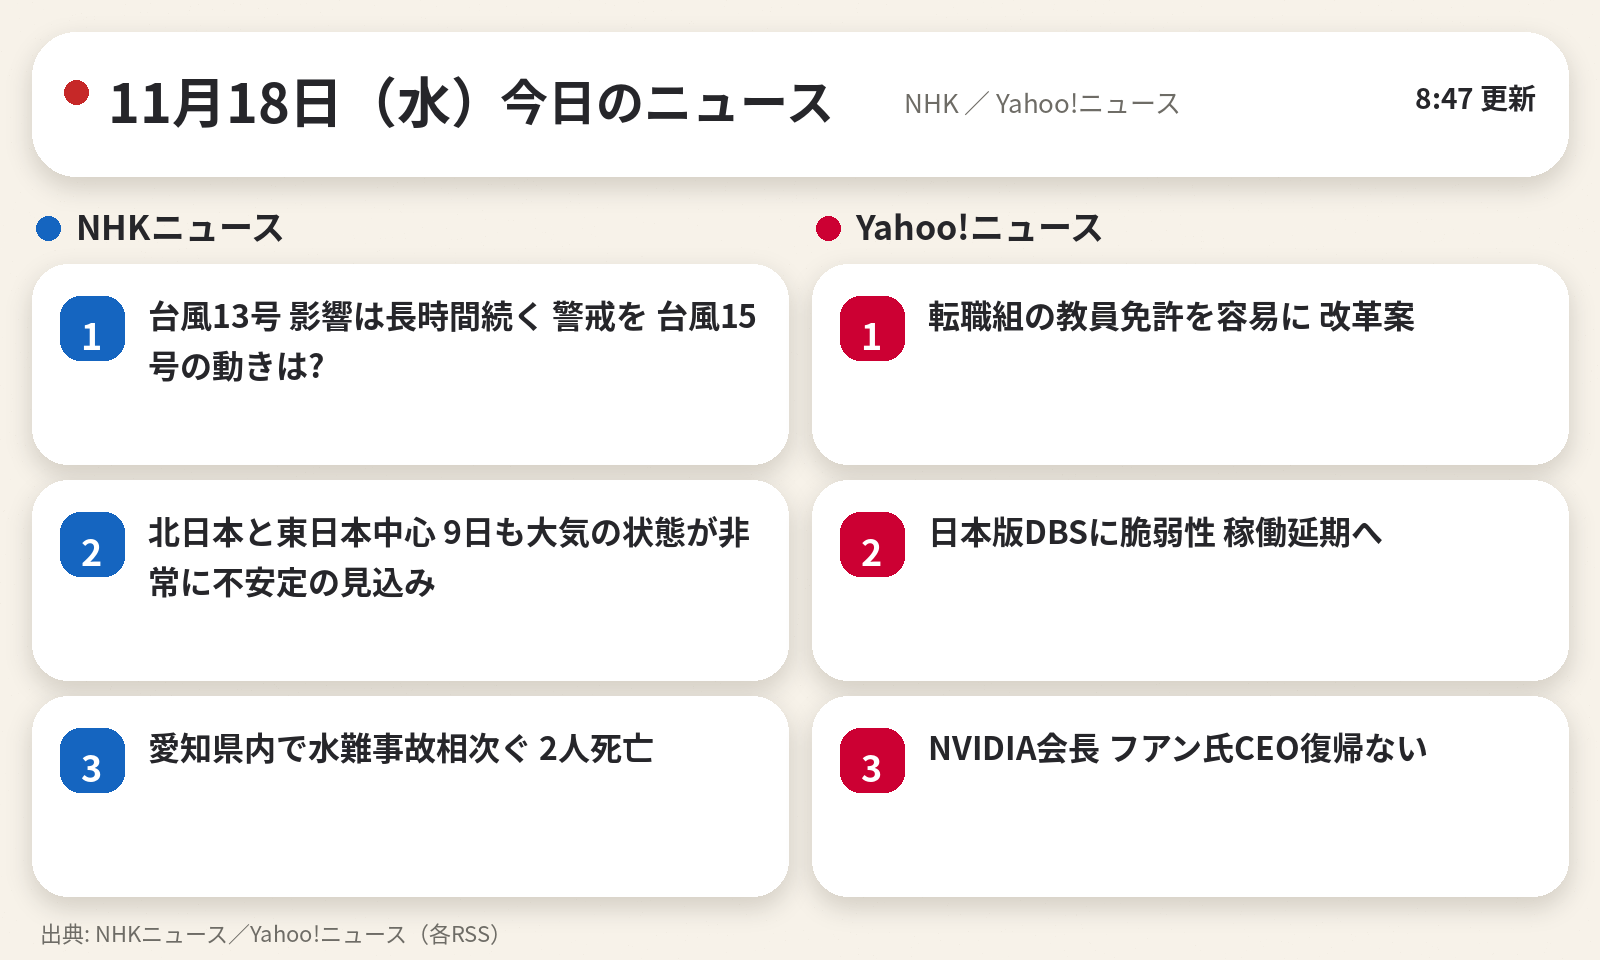 11月18日（水）今日のニュース
NHK ／ Yahoo!ニュース
8:47 更新
NHKニュース
1
台風13号 影響は長時間続く 警戒を 台風15
号の動きは?
2
北日本と東日本中心 9日も大気の状態が非
常に不安定の見込み
3
愛知県内で水難事故相次ぐ 2人死亡
Yahoo!ニュース
1
転職組の教員免許を容易に 改革案
2
日本版DBSに脆弱性 稼働延期へ
3
NVIDIA会長 フアン氏CEO復帰ない
出典: NHKニュース／Yahoo!ニュース（各RSS）